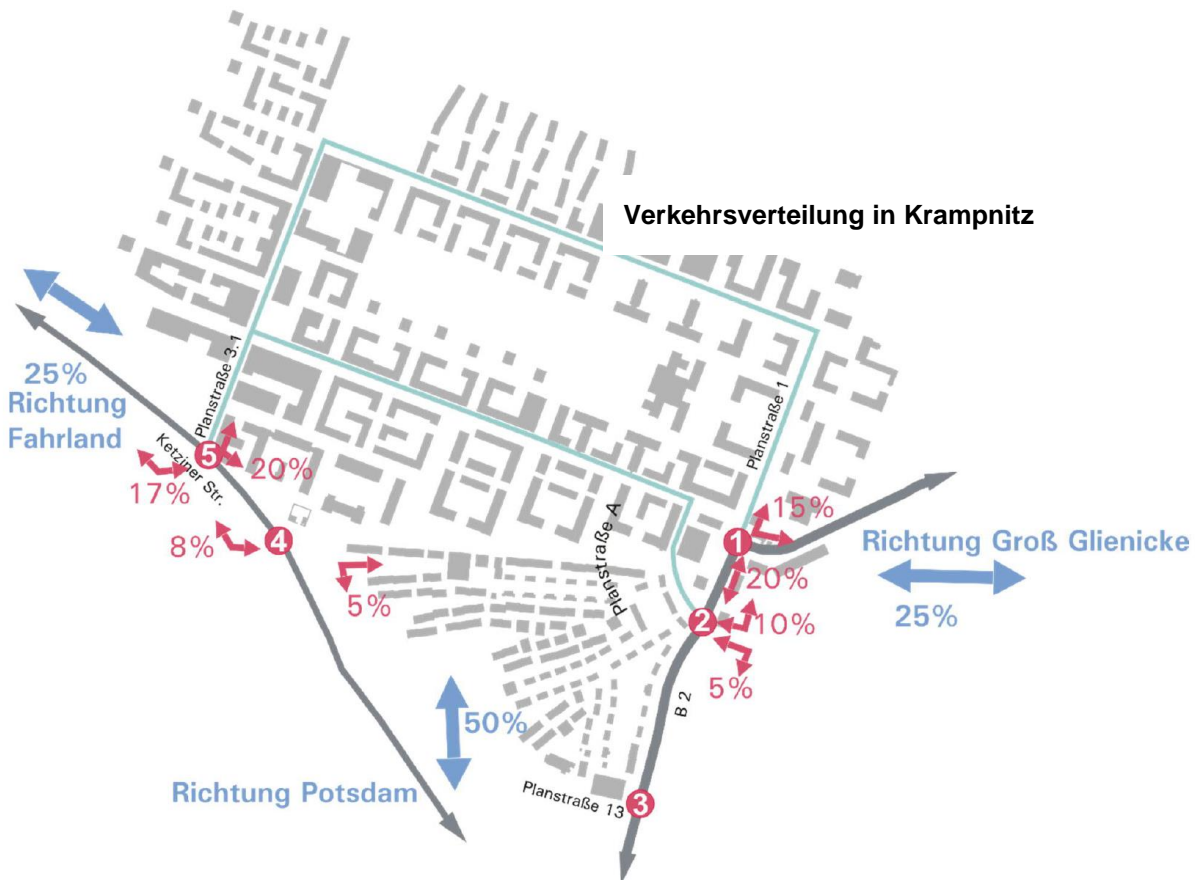 Verkehrsverteilung in Krampnitz
Planstraße 3.1
Planstraße 1
25%
Richtung
Fahrland
Ketziner Str.
5
20%
17%
4
8%
5%
Planstraße A
1
15%
Richtung Groß Glienicke
25%
20%
2
10%
5%
B 2
50%
Richtung Potsdam
Planstraße 13
3